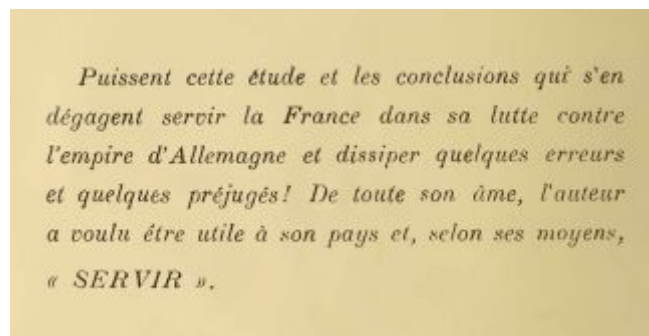 Puissent cette étude et les conclusions qui s'en
dégagent servir la France dans sa lutte contre
l'empire d'Allemagne et dissiper quelques erreurs
et quelques préjugés! De toute son âme, l'auteur
a voulu être utile à son pays et, selon ses moyens,
« SERVIR ».